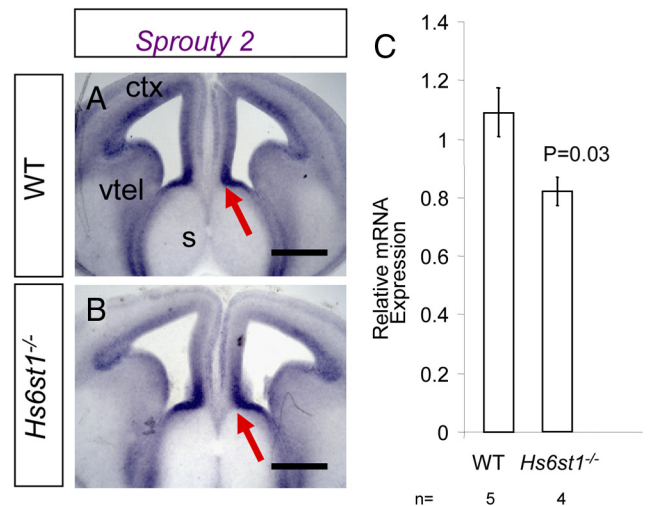 Sprouty 2
C
WT
A
ctx
vtel
s
Hs6st1-/-
B
Relative mRNA
Expression
1.4
1.2
1
0.8
0.6
0.4
0.2
0
P=0.03
WT Hs6st1-/-
n= 5 4